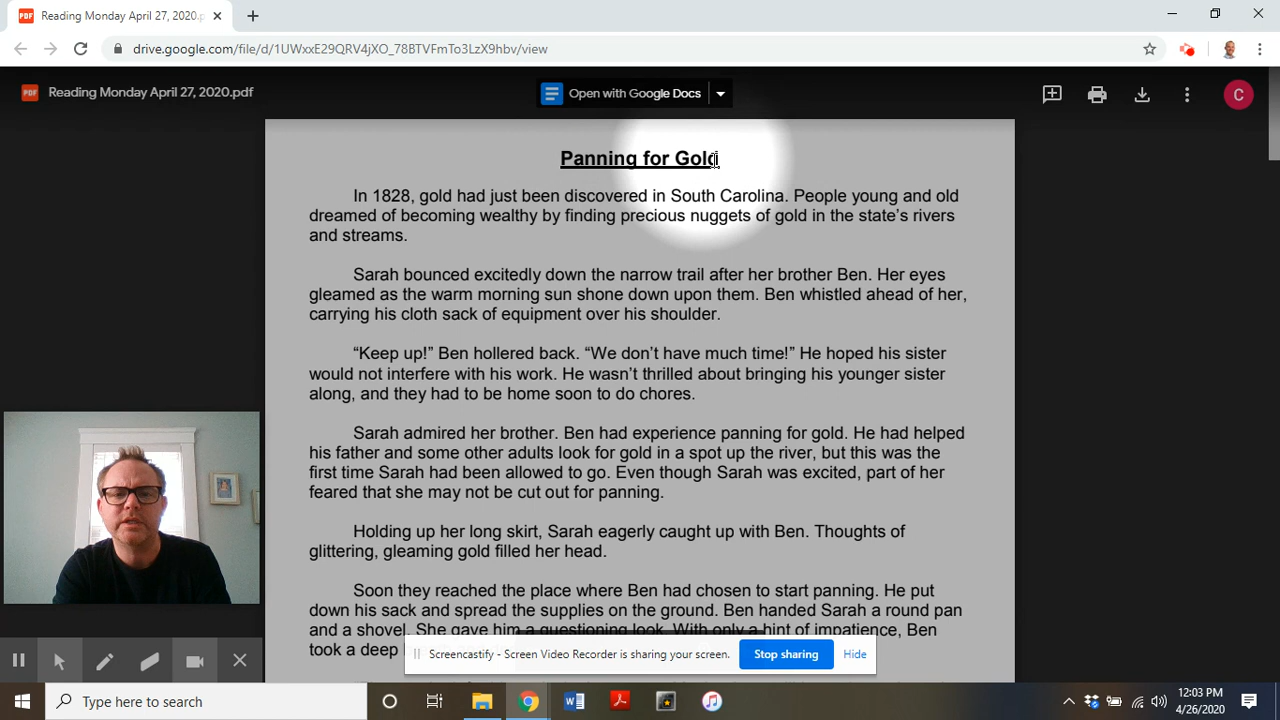 Reading Monday April 27, 2020.p
drive.google.com/file/d/1UWxxE29QRV4jXO_78BTVFmTo3LzX9hbv/view
Reading Monday April 27, 2020.pdf
Open with Google Docs
C
Panning for Gold
In 1828, gold had just been discovered in South Carolina. People young and old
dreamed of becoming wealthy by finding precious nuggets of gold in the state’s rivers
and streams.
Sarah bounced excitedly down the narrow trail after her brother Ben. Her eyes
gleamed as the warm morning sun shone down upon them. Ben whistled ahead of her,
carrying his cloth sack of equipment over his shoulder.
“Keep up!” Ben hollered back. “We don’t have much time!” He hoped his sister
would not interfere with his work. He wasn’t thrilled about bringing his younger sister
along, and they had to be home soon to do chores.
Sarah admired her brother. Ben had experience panning for gold. He had helped
his father and some other adults look for gold in a spot up the river, but this was the
first time Sarah had been allowed to go. Even though Sarah was excited, part of her
feared that she may not be cut out for panning.
Holding up her long skirt, Sarah eagerly caught up with Ben. Thoughts of
glittering, gleaming gold filled her head.
Soon they reached the place where Ben had chosen to start panning. He put
down his sack and spread the supplies on the ground. Ben handed Sarah a round pan
and a shovel. She gave him a questioning look. With only a hint of impatience, Ben
took a deep
Screencastify - Screen Video Recorder is sharing your screen.
Stop sharing
Hide
Type here to search
12:03 PM
4/26/2020